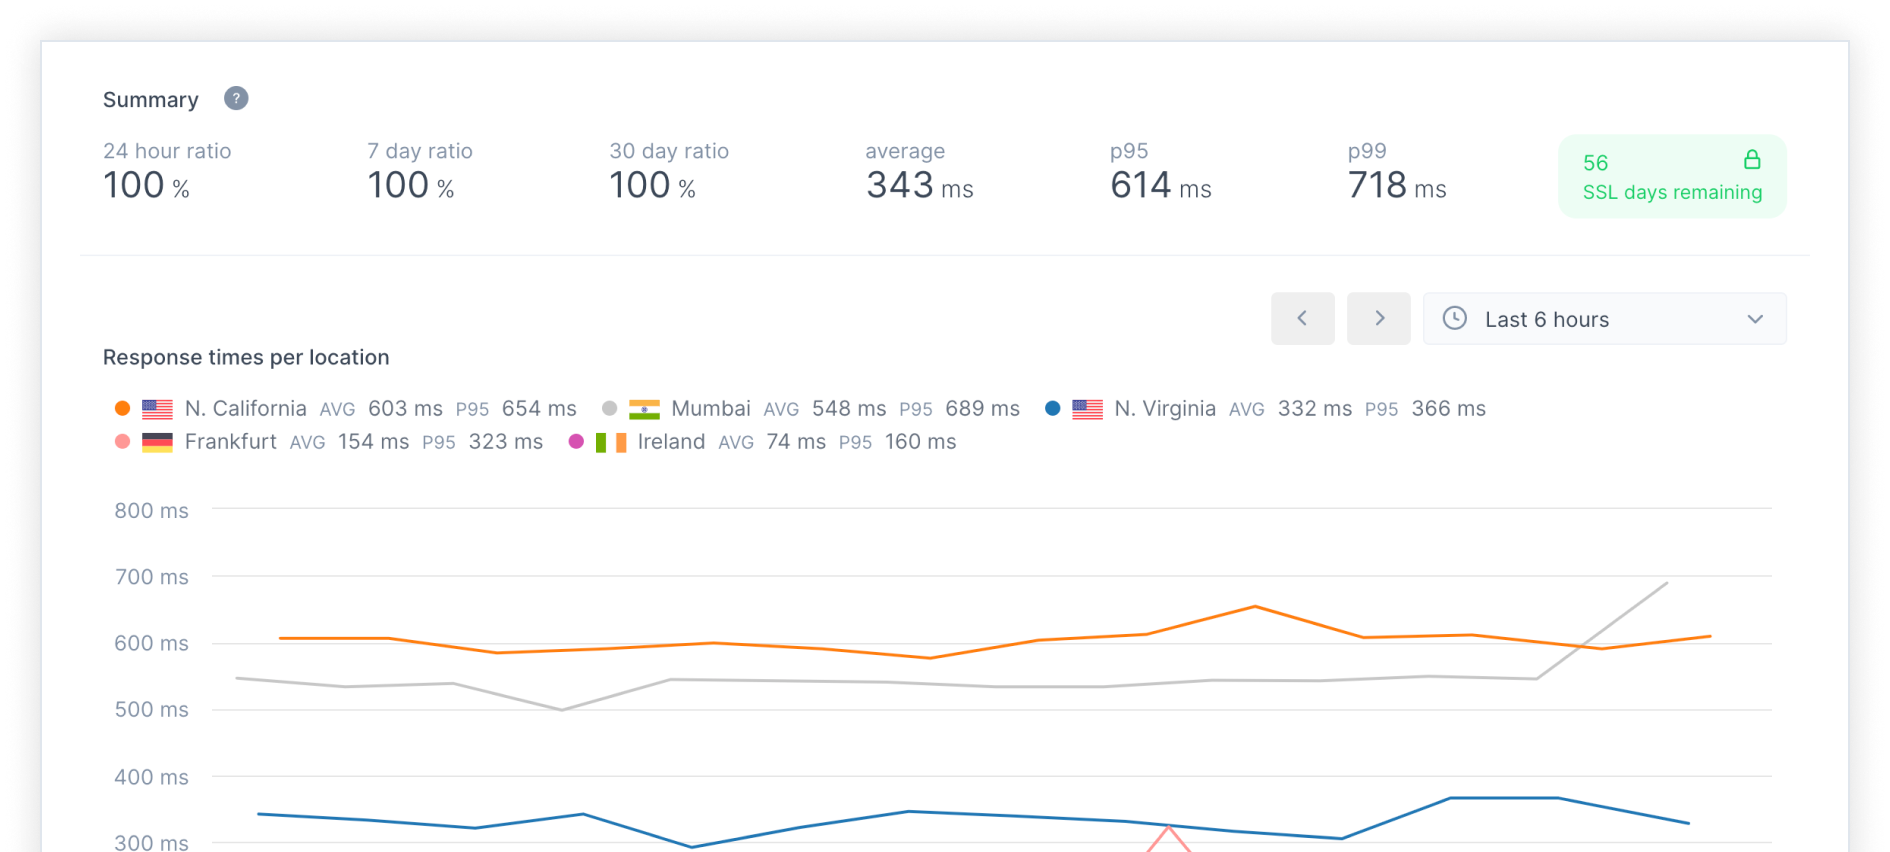 Summary ?
24 hour ratio 7 day ratio 30 day ratio average p95 p99
100 % 100 % 100 % 343 ms 614 ms 718 ms
56
SSL days remaining
Last 6 hours
Response times per location
N. California AVG 603 ms P95 654 ms Mumbai AVG 548 ms P95 689 ms N. Virginia AVG 332 ms P95 366 ms
Frankfurt AVG 154 ms P95 323 ms Ireland AVG 74 ms P95 160 ms
800 ms
700 ms
600 ms
500 ms
400 ms
300 ms